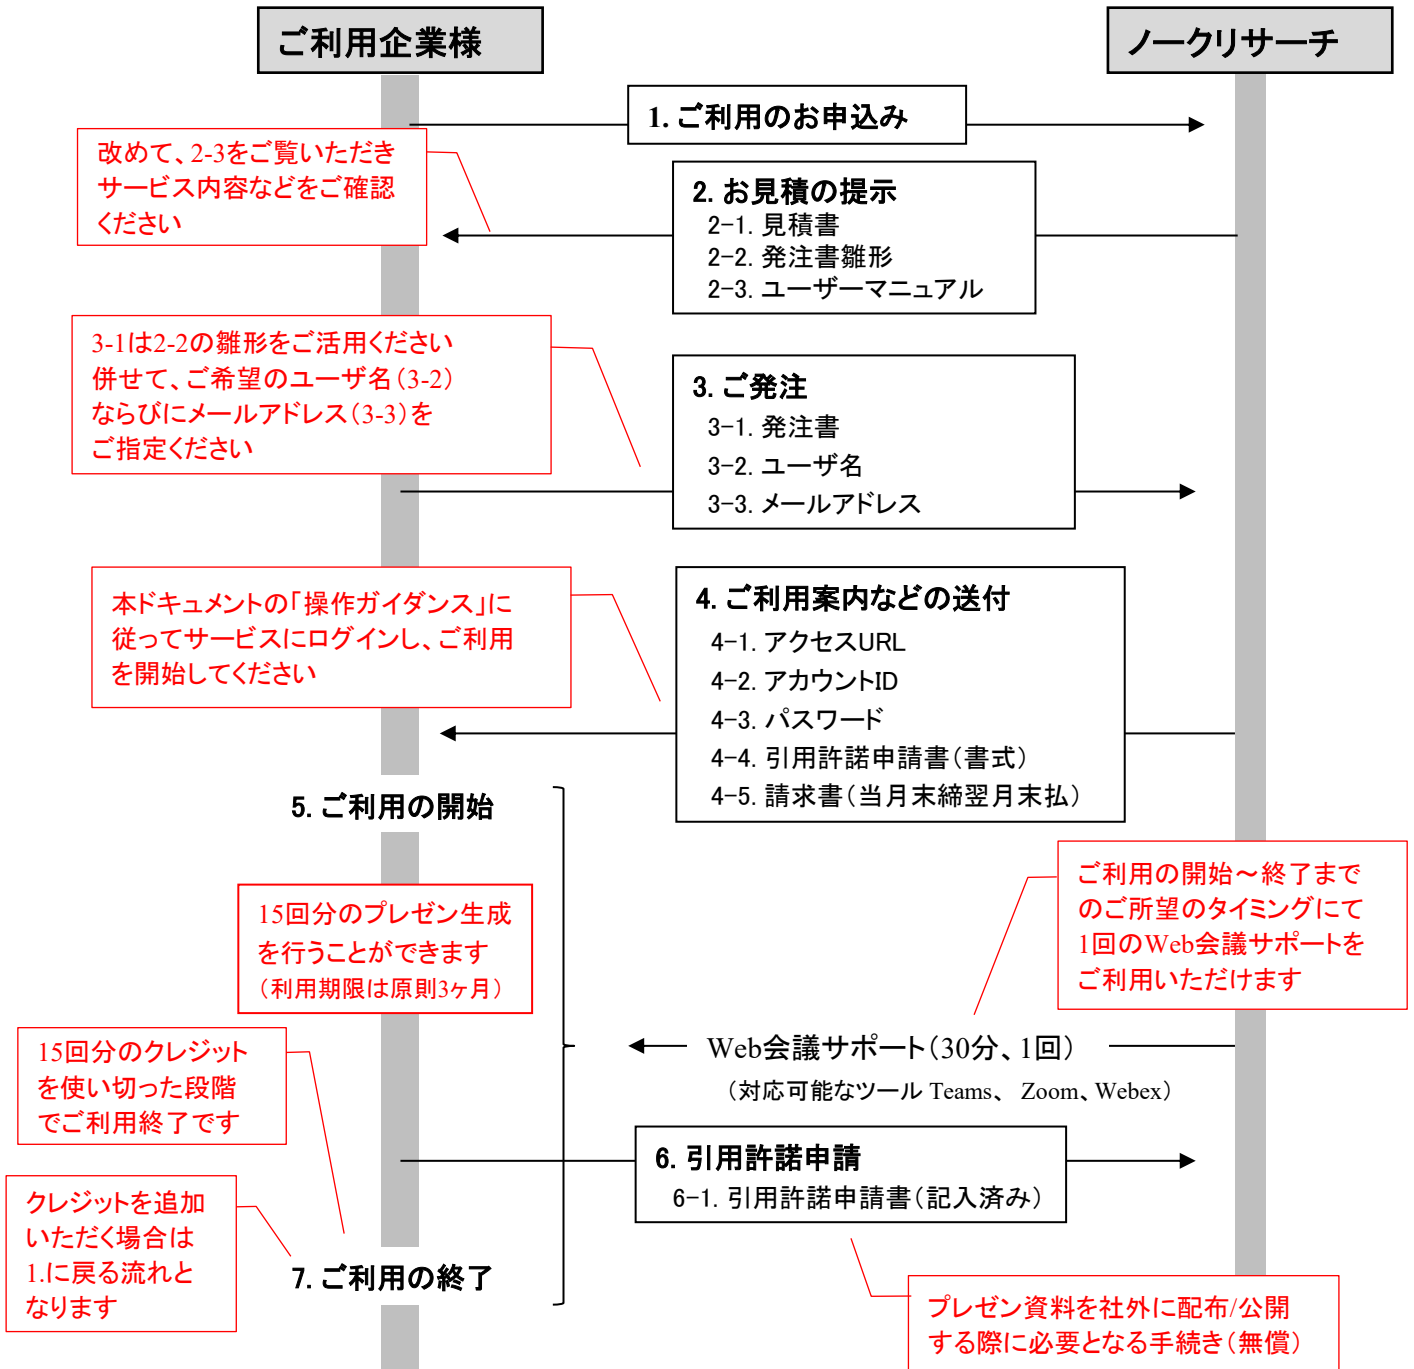 ご利用企業様
ノークリサーチ
1. ご利用のお申込み
改めて、2-3をご覧いただき
サービス内容などをご確認
ください
2. お見積の提示
2-1. 見積書
2-2. 発注書雛形
2-3. ユーザーマニュアル
3-1は2-2の雛形をご活用ください
併せて、ご希望のユーザ名(3-2)
ならびにメールアドレス(3-3)を
ご指定ください
3. ご発注
3-1. 発注書
3-2. ユーザ名
3-3. メールアドレス
本ドキュメントの「操作ガイダンス」に
従ってサービスにログインし、ご利用
を開始してください
4. ご利用案内などの送付
4-1. アクセスURL
4-2. アカウントID
4-3. パスワード
4-4. 引用許諾申請書(書式)
4-5. 請求書(当月末締翌月末払)
5. ご利用の開始
15回分のプレゼン生成
を行うことができます
(利用期限は原則3ヶ月)
ご利用の開始～終了まで
のご所望のタイミングにて
1回のWeb会議サポートを
ご利用いただけます
Web会議サポート(30分、1回)
(対応可能なツール Teams、 Zoom、Webex)
15回分のクレジット
を使い切った段階
でご利用終了です
6. 引用許諾申請
6-1. 引用許諾申請書(記入済み)
クレジットを追加
いただく場合は
1.に戻る流れと
なります
7. ご利用の終了
プレゼン資料を社外に配布/公開
する際に必要となる手続き(無償)